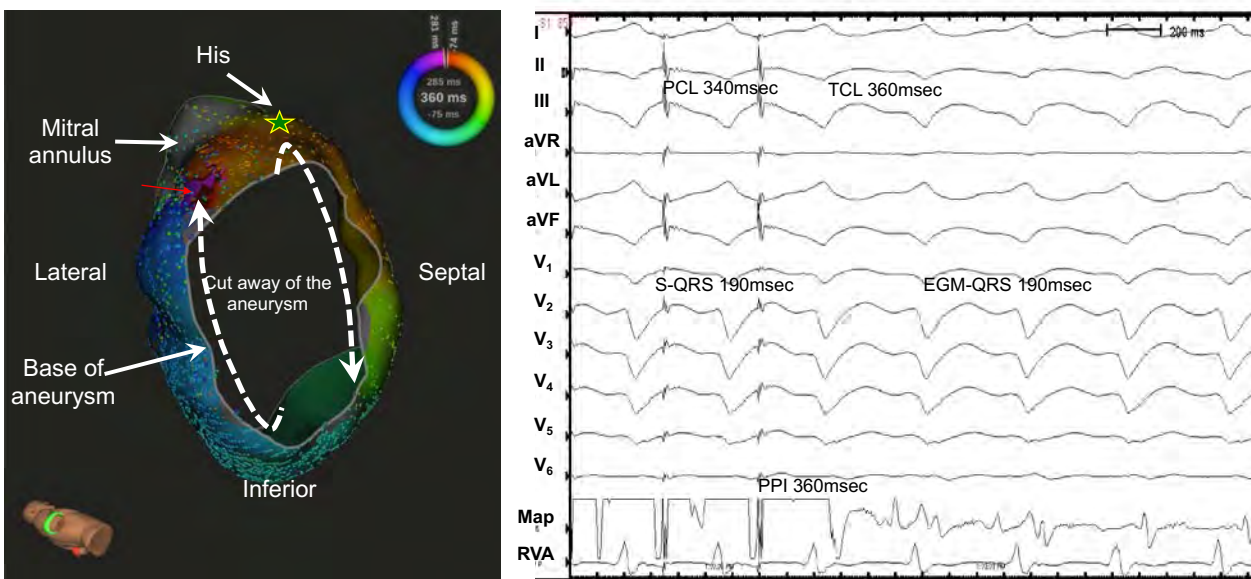 His
Mitral
annulus
Lateral
Septal
Cut away of the
aneurysm
Base of
aneurysm
Inferior
285 ms
360 ms
-75 ms
-74 ms
I
II
III
aVR
aVL
aVF
V1
V2
V3
V4
V5
V6
Map
RVA
200 ms
PCL 340msec
TCL 360msec
S-QRS 190msec
EGM-QRS 190msec
PPI 360msec